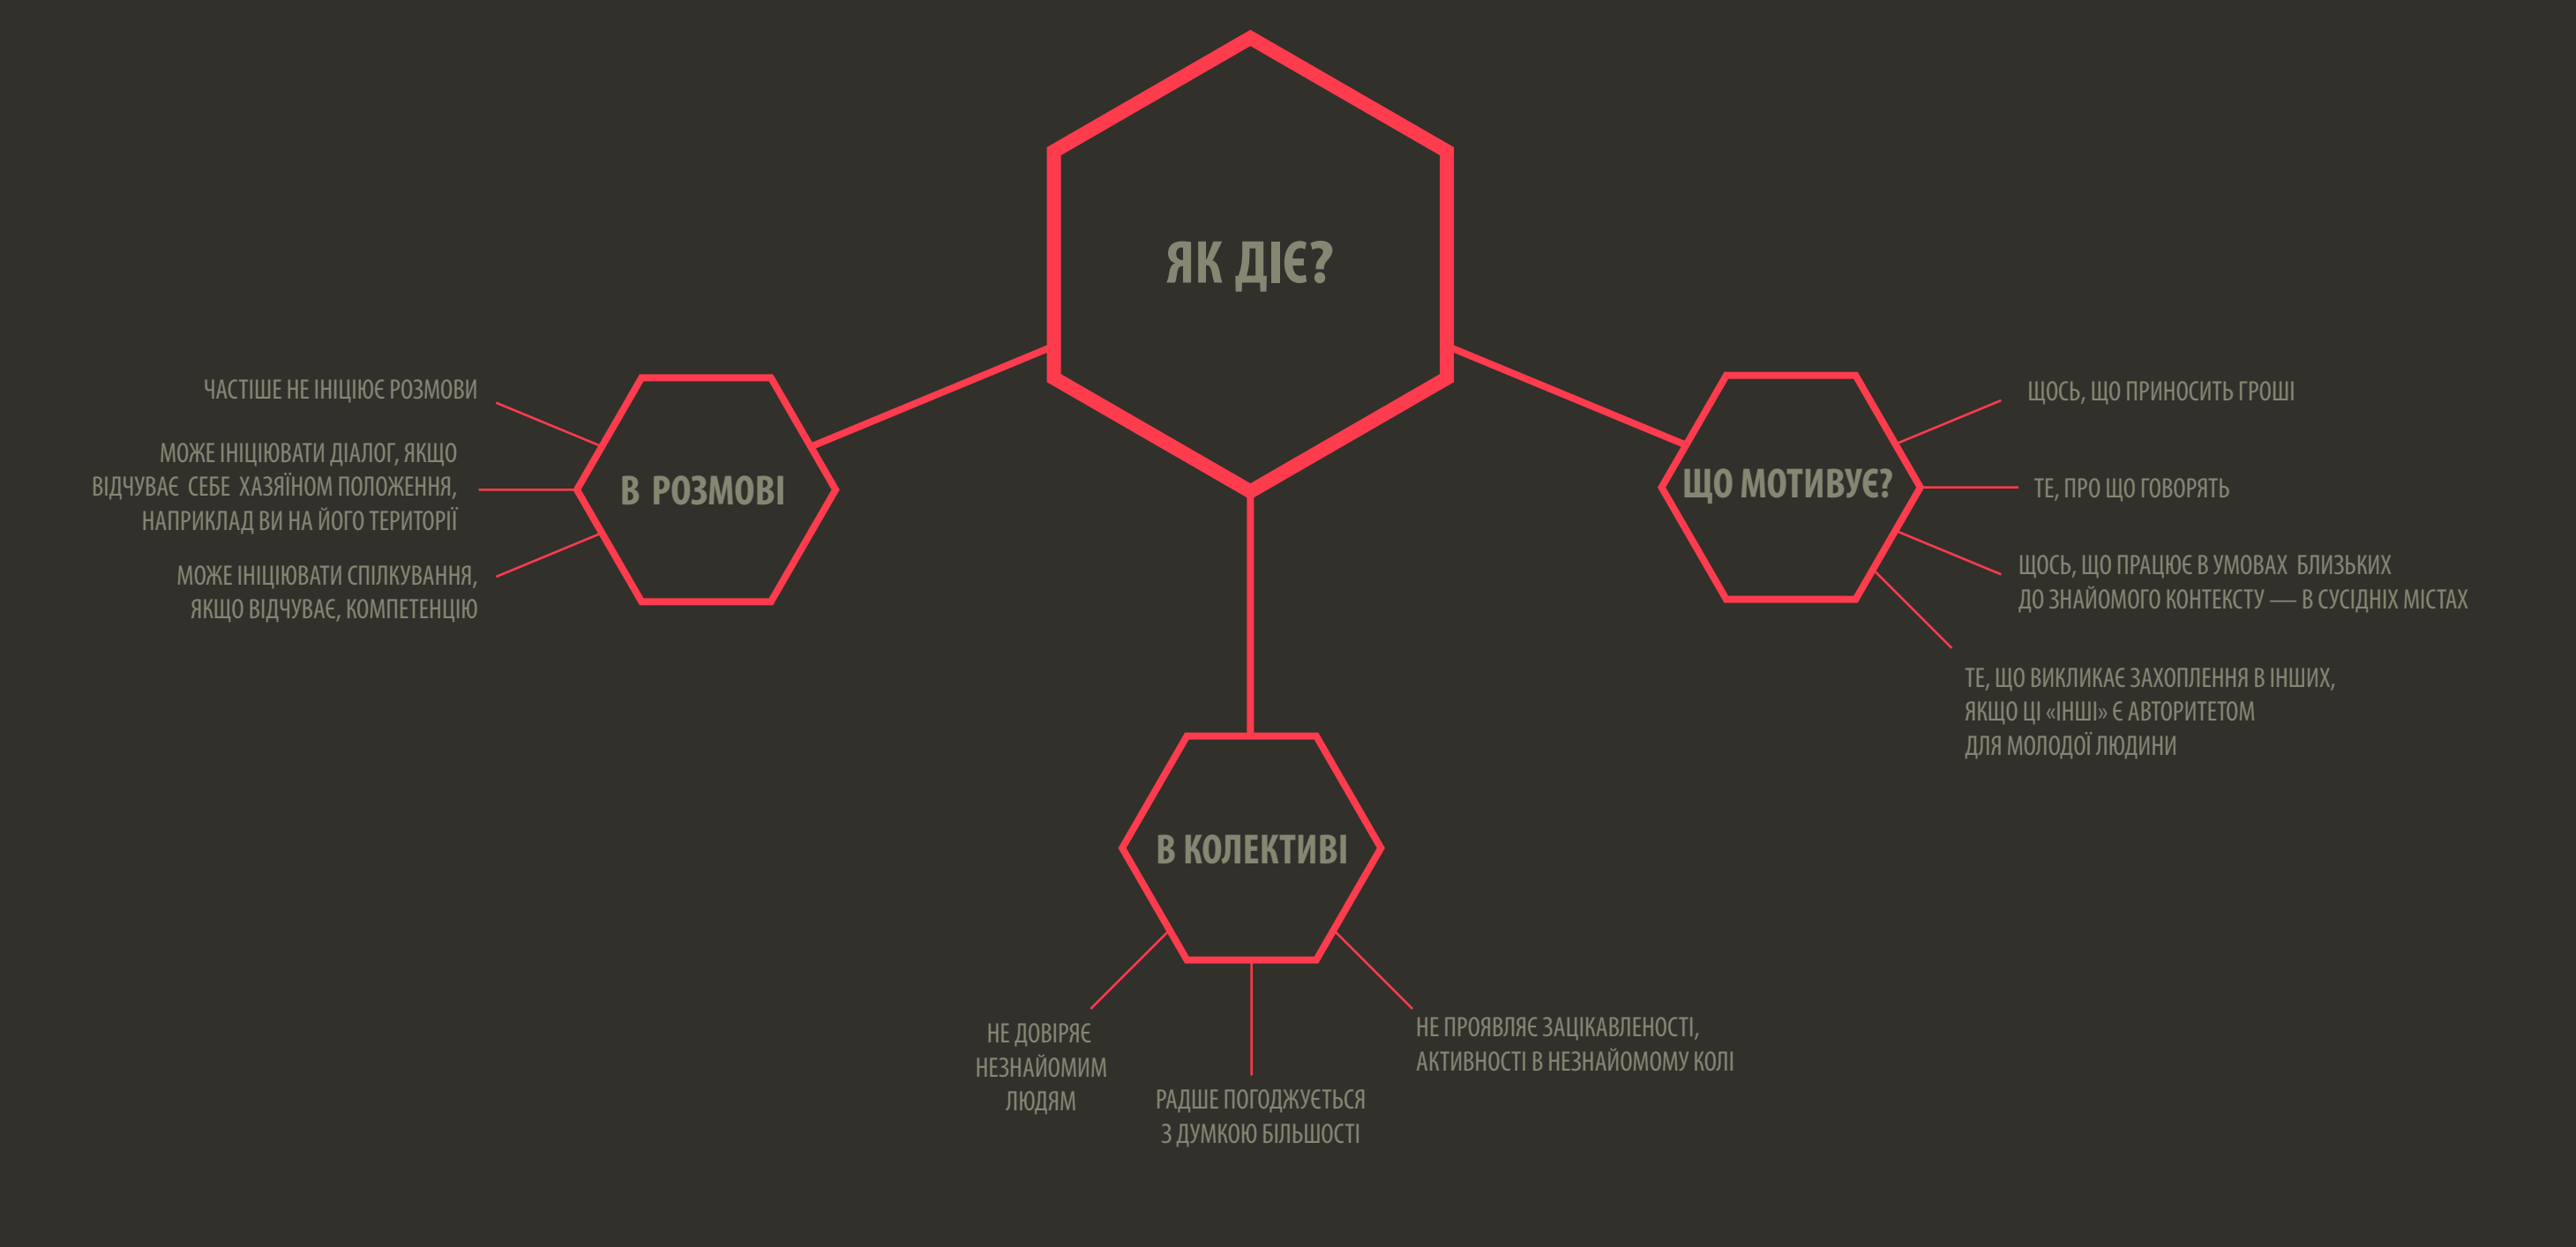 ЯК ДІЄ?
В РОЗМОВІ
ЧАСТІШЕ НЕ ІНІЦІЮЄ РОЗМОВИ
МОЖЕ ІНІЦІЮВАТИ ДІАЛОГ, ЯКЩО
ВІДЧУВАЄ СЕБЕ ХАЗЯЇНОМ ПОЛОЖЕННЯ,
НАПРИКЛАД ВИ НА ЙОГО ТЕРИТОРІЇ
МОЖЕ ІНІЦІЮВАТИ СПІЛКУВАННЯ,
ЯКЩО ВІДЧУВАЄ, КОМПЕТЕНЦІЮ
ЩО МОТИВУЄ?
ЩОСЬ, ЩО ПРИНОСИТЬ ГРОШІ
ТЕ, ПРО ЩО ГОВОРЯТЬ
ЩОСЬ, ЩО ПРАЦЮЄ В УМОВАХ БЛИЗЬКИХ
ДО ЗНАЙОМОГО КОНТЕКСТУ — В СУСІДНІХ МІСТАХ
ТЕ, ЩО ВИКЛИКАЄ ЗАХОПЛЕННЯ В ІНШИХ,
ЯКЩО ЦІ «ІНШІ» Є АВТОРИТЕТОМ
ДЛЯ МОЛОДОЇ ЛЮДИНИ
В КОЛЕКТИВІ
НЕ ДОВІРЯЄ
НЕЗНАЙОМИМ
ЛЮДЯМ
РАДШЕ ПОГОДЖУЄТЬСЯ
З ДУМКОЮ БІЛЬШОСТІ
НЕ ПРОЯВЛЯЄ ЗАЦІКАВЛЕНОСТІ,
АКТИВНОСТІ В НЕЗНАЙОМОМУ КОЛІ